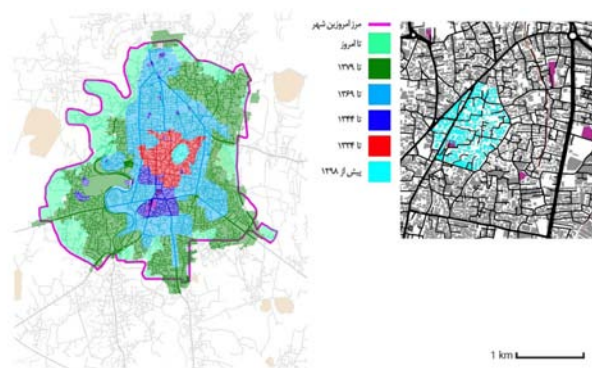 مرز امروزین شهر
تا امروز
تا ۱۳۷۹
تا ۱۳۶۹
تا ۱۳۴۴
تا ۱۳۳۴
پیش از ۱۲۹۸
1 km